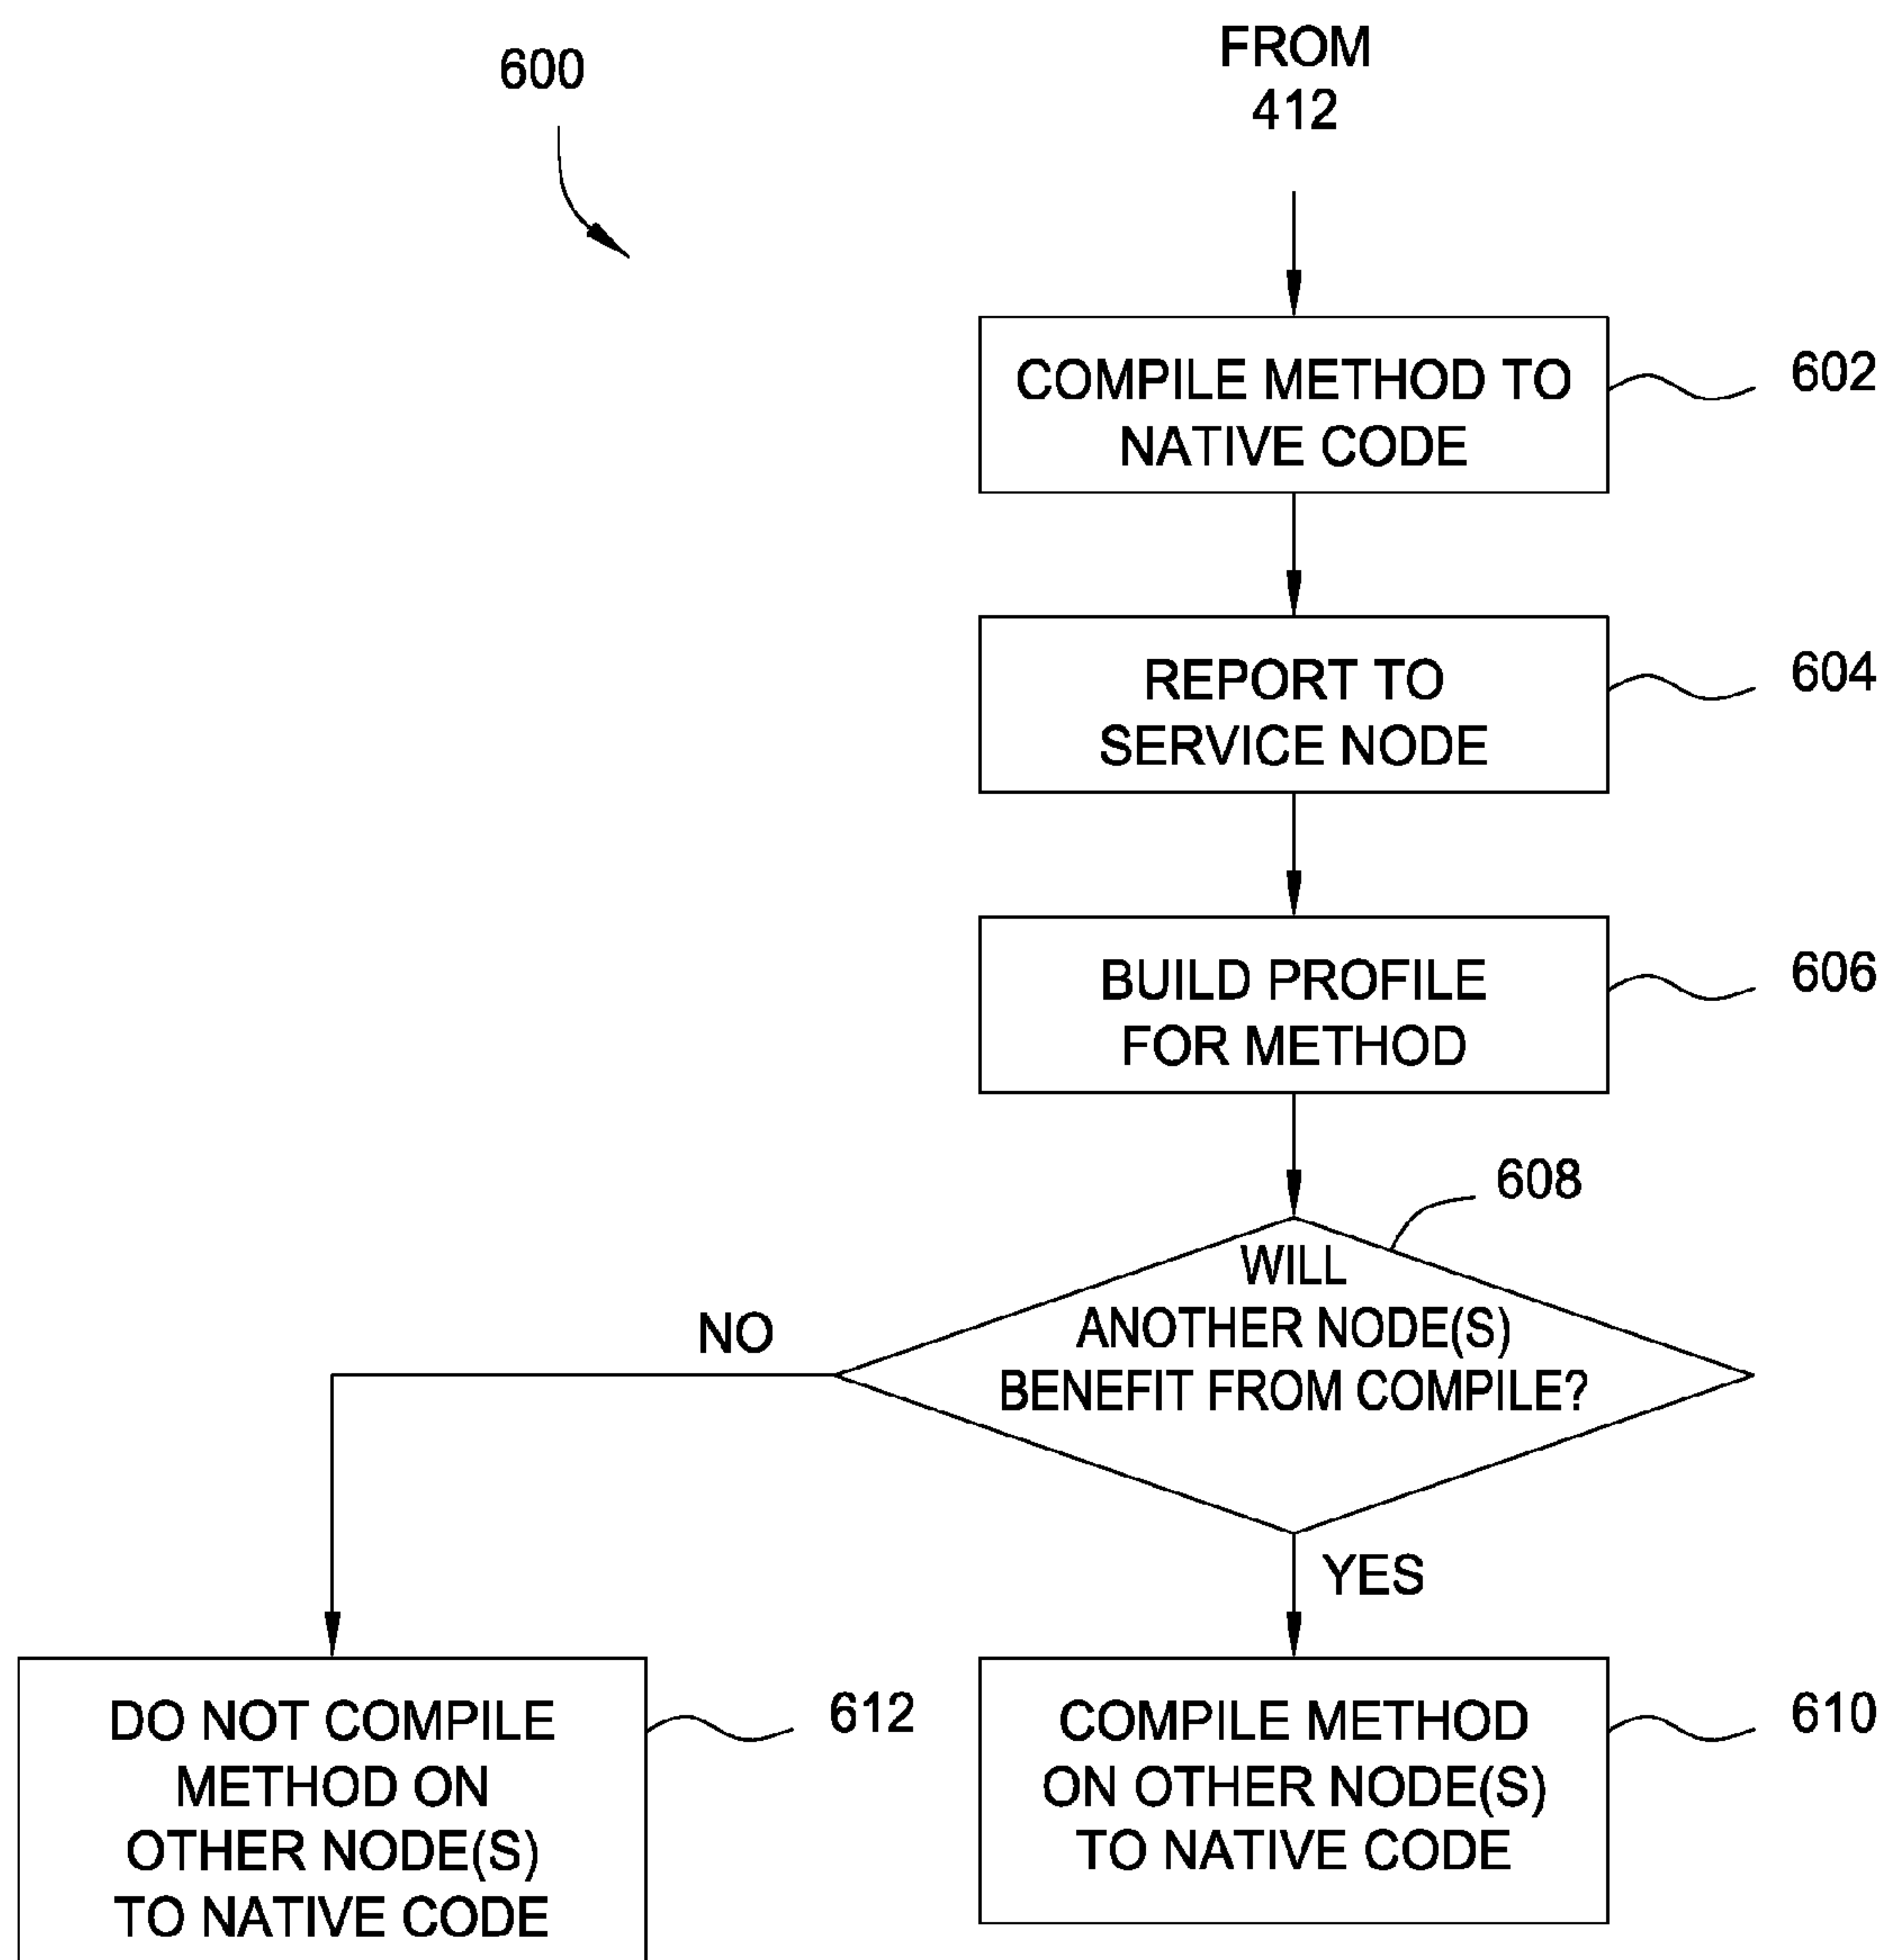 600
FROM
412
COMPILE METHOD TO
NATIVE CODE
602
REPORT TO
SERVICE NODE
604
BUILD PROFILE
FOR METHOD
606
608
WILL
ANOTHER NODE(S)
BENEFIT FROM COMPILE?
NO
YES
DO NOT COMPILE
METHOD ON
OTHER NODE(S)
TO NATIVE CODE
612
COMPILE METHOD
ON OTHER NODE(S)
TO NATIVE CODE
610